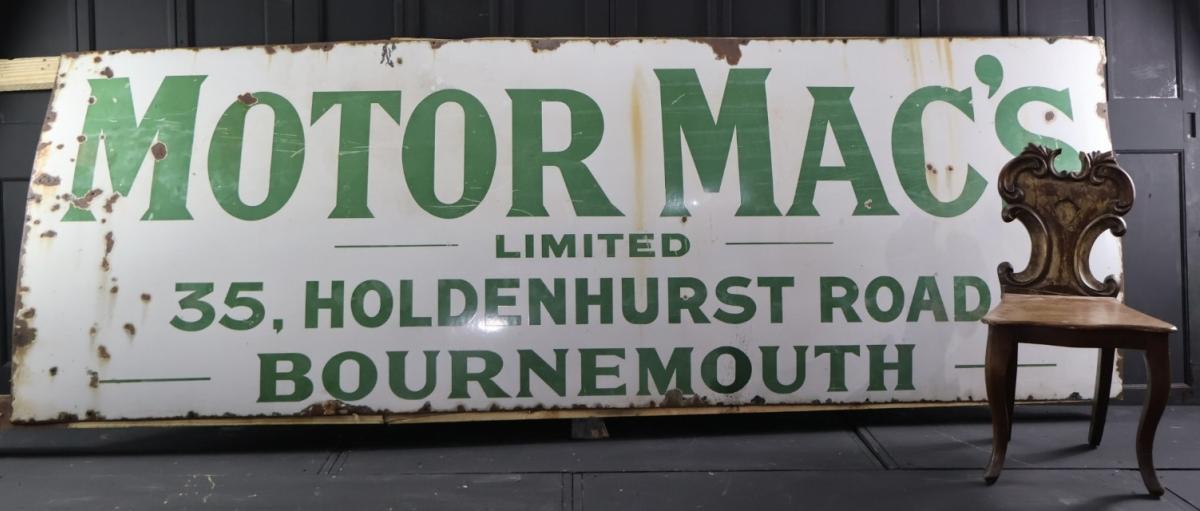 MOTOR MAC'S
LIMITED
35, HOLDENHURST ROAD
BOURNEMOUTH